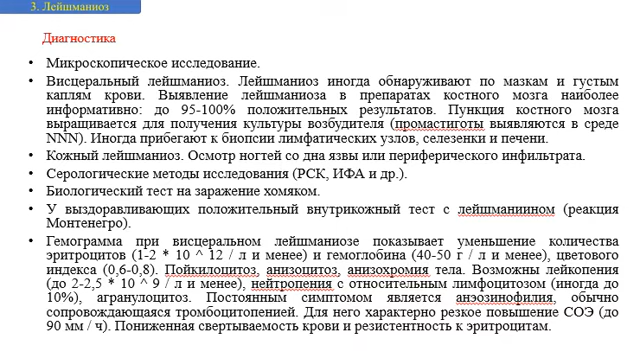 3. Лейшманиоз
Диагностика
• Микроскопическое исследование.
• Висцеральный лейшманиоз. Лейшманиоз иногда обнаруживают по мазкам и густым
каплям крови. Выявление лейшманиоза в препаратах костного мозга наиболее
информативно: до 95-100% положительных результатов. Пункция костного мозга
выращивается для получения культуры возбудителя (промастиготы выявляются в среде
NNN). Иногда прибегают к биопсии лимфатических узлов, селезенки и печени.
• Кожный лейшманиоз. Осмотр ногтей со дна язвы или периферического инфильтрата.
• Серологические методы исследования (РСК, ИФА и др.).
• Биологический тест на заражение хомяком.
• У выздоравливающих положительный внутрикожный тест с лейшманиином (реакция
Монтенегро).
• Гемограмма при висцеральном лейшманиозе показывает уменьшение количества
эритроцитов (1-2 * 10 ^ 12 / л и менее) и гемоглобина (40-50 г / л и менее), цветового
индекса (0,6-0,8). Пойкилоцитоз, анизоцитоз, анизохромия тела. Возможны лейкопения
(до 2-2,5 * 10 ^ 9 / л и менее), нейтропения с относительным лимфоцитозом (иногда до
10%), агранулоцитоз. Постоянным симптомом является анэозинофилия, обычно
сопровождающаяся тромбоцитопенией. Для него характерно резкое повышение СОЭ (до
90 мм / ч). Пониженная свертываемость крови и резистентность к эритроцитам.